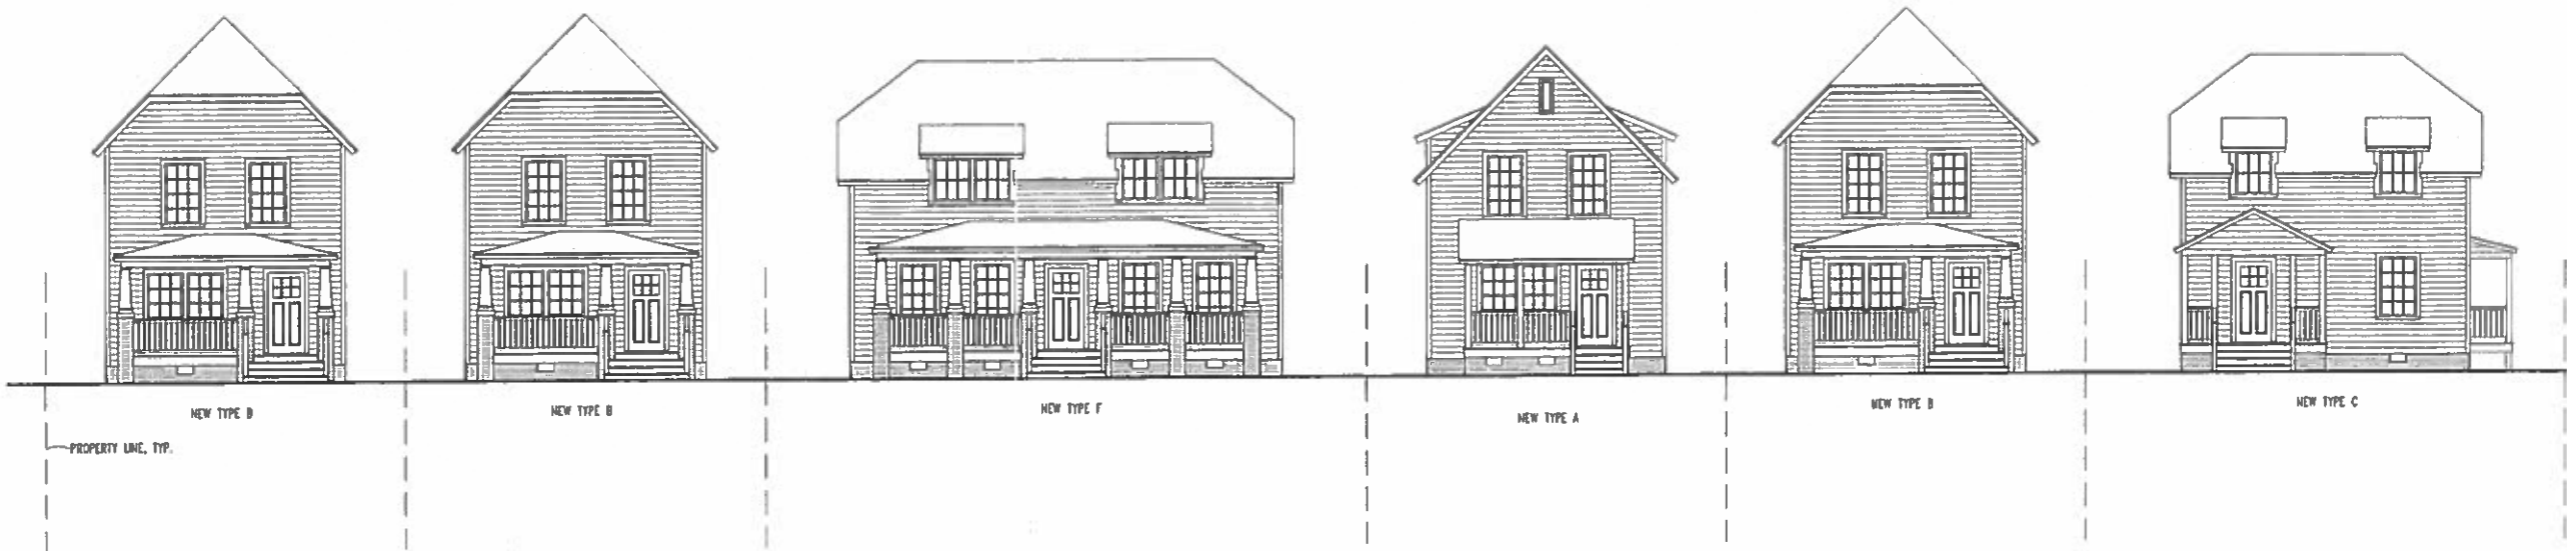 NEW TYPE B
NEW TYPE B
NEW TYPE F
NEW TYPE A
NEW TYPE B
NEW TYPE C
PROPERTY LINE, TYP.